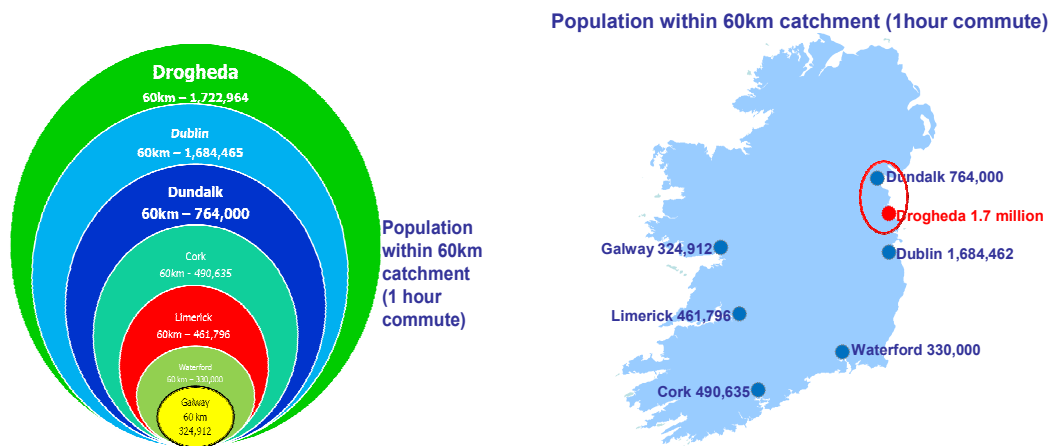 Drogheda
60km – 1,722,964
Dublin
60km – 1,684,465
Dundalk
60km – 764,000
Cork
60km - 490,635
Limerick
60km – 461,796
Waterford
60 km – 330,000
Galway
60 km
324,912
Population
within 60km
catchment
(1 hour
commute)
Population within 60km catchment (1hour commute)
Dundalk 764,000
Drogheda 1.7 million
Galway 324,912
Dublin 1,684,462
Limerick 461,796
Waterford 330,000
Cork 490,635